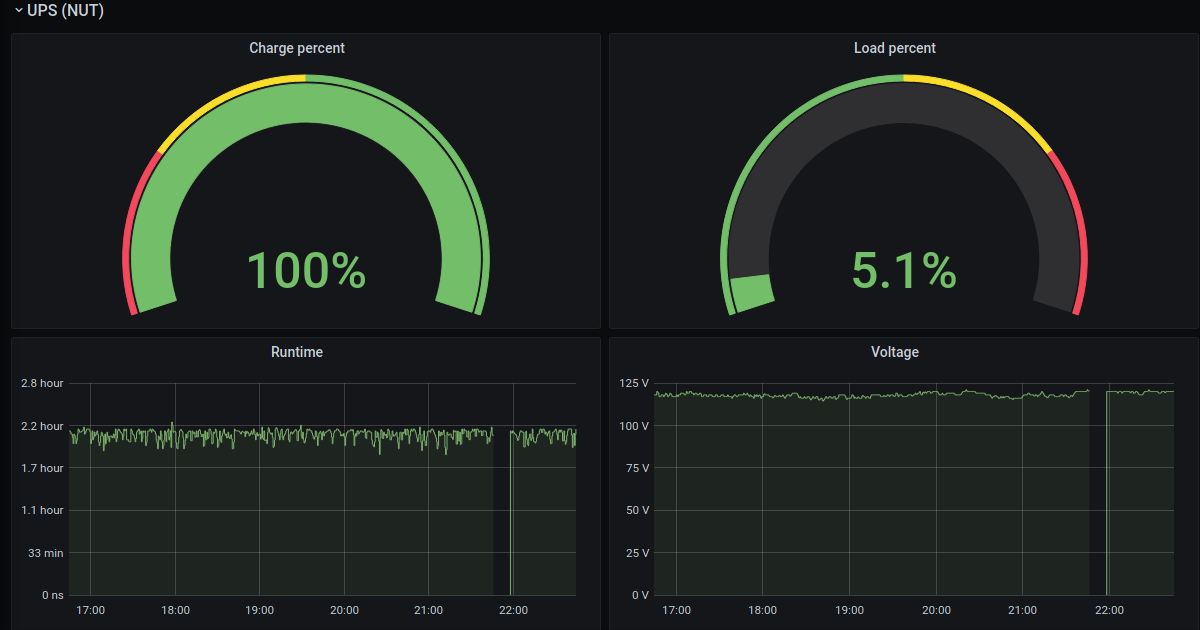 UPS (NUT)
Charge percent
100%
Load percent
5.1%
Runtime
2.8 hour
2.2 hour
1.7 hour
1.1 hour
33 min
0 ns
17:00 18:00 19:00 20:00 21:00 22:00
Voltage
125 V
100 V
75 V
50 V
25 V
0 V
17:00 18:00 19:00 20:00 21:00 22:00